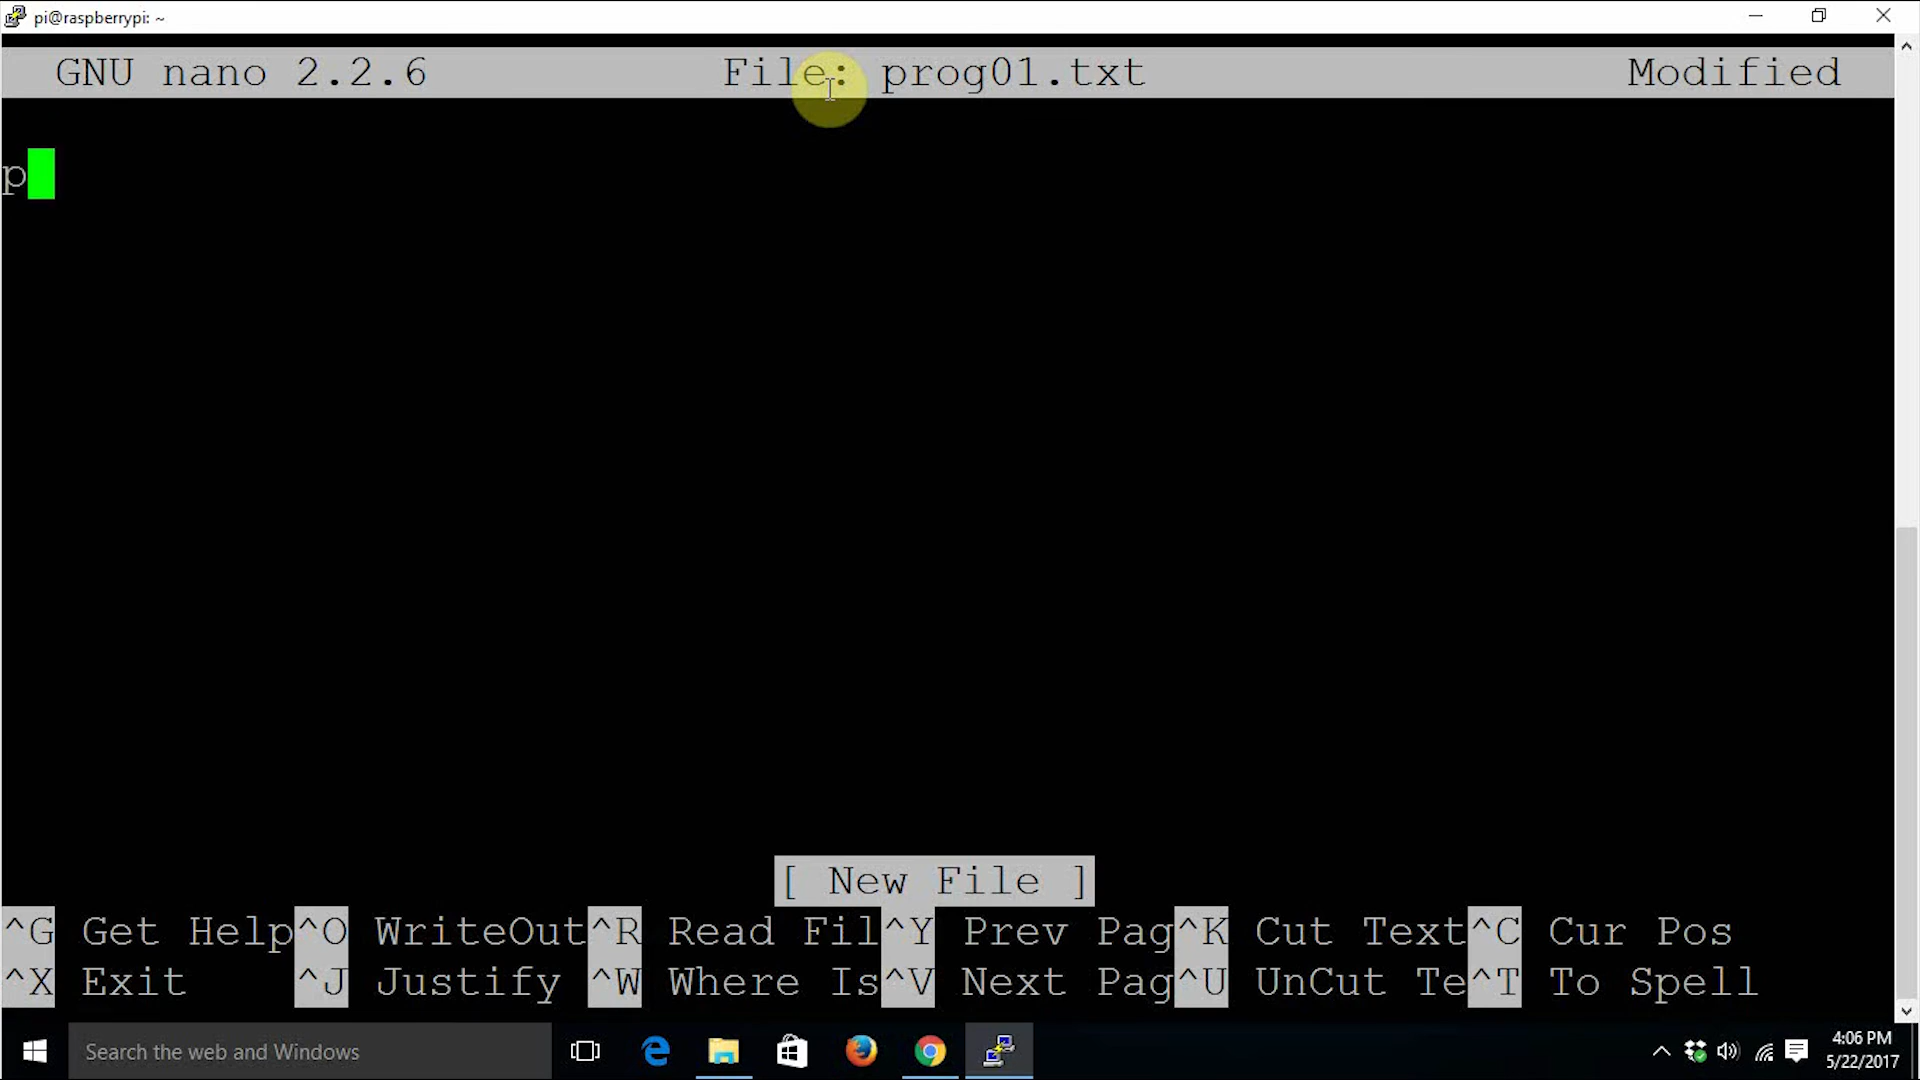 pi@raspberrypi: ~
GNU nano 2.2.6 File: prog01.txt Modified
p
[ New File ]
^G Get Help^O WriteOut^R Read Fil^Y Prev Pag^K Cut Text^C Cur Pos
^X Exit ^J Justify ^W Where Is^V Next Pag^U UnCut Te^T To Spell
Search the web and Windows
4:06 PM
5/22/2017